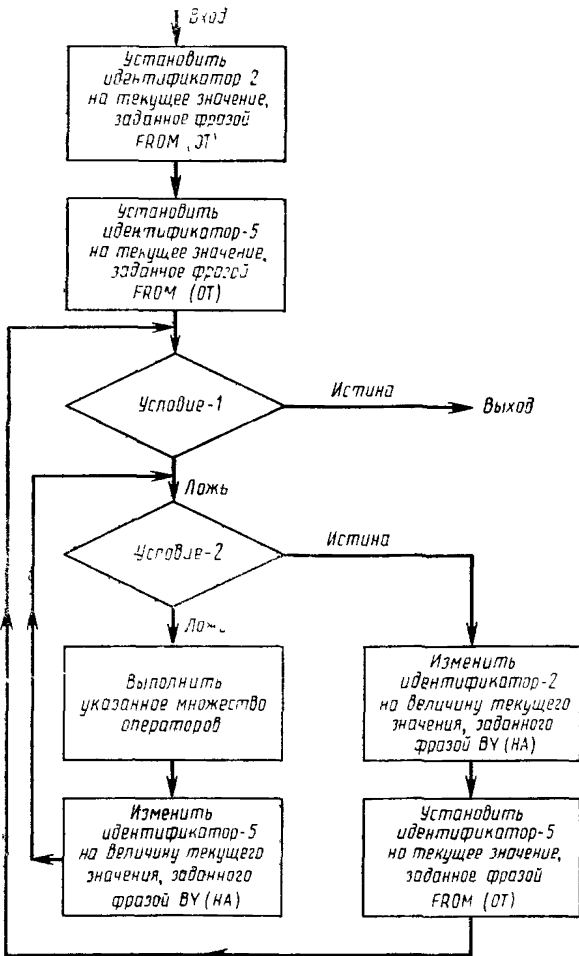 Вход
Установить
идентификатор 2
на текущее значение,
заданное фразой
FROM (ОТ)
Установить
идентификатор-5
на текущее значение,
заданное фразой
FROM (ОТ)
Условие-1
Истина
Выход
Ложь
Условие-2
Истина
Ложь
Выполнить
указанное множество
операторов
Изменить
идентификатор-5
на величину текущего
значения, заданного
фразой BY (НА)
Изменить
идентификатор-2
на величину текущего
значения, заданного
фразой BY (НА)
Установить
идентификатор-5
на текущее значение,
заданное фразой
FROM (ОТ)